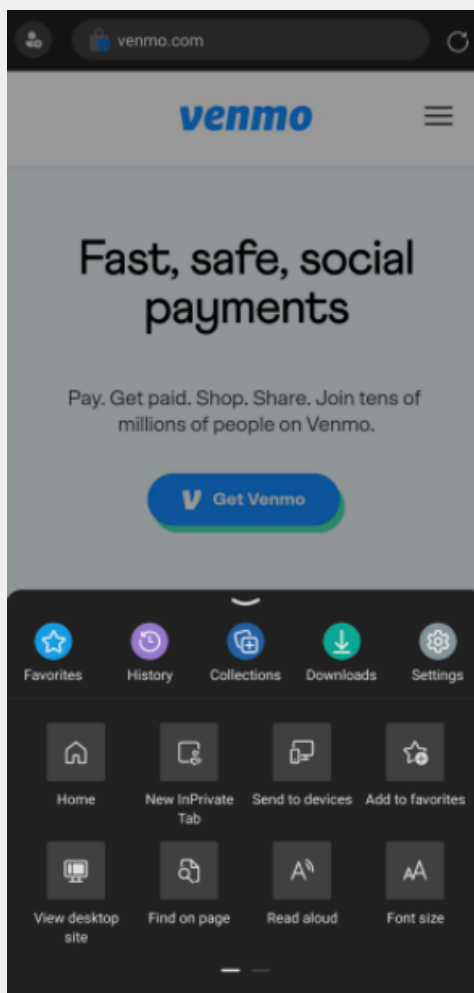 venmo.com
venmo
Fast, safe, social
payments
Pay. Get paid. Shop. Share. Join tens of
millions of people on Venmo.
V Get Venmo
Favorites History Collections Downloads Settings
Home New InPrivate Send to devices Add to favorites
Tab
View desktop Find on page Read aloud Font size
site